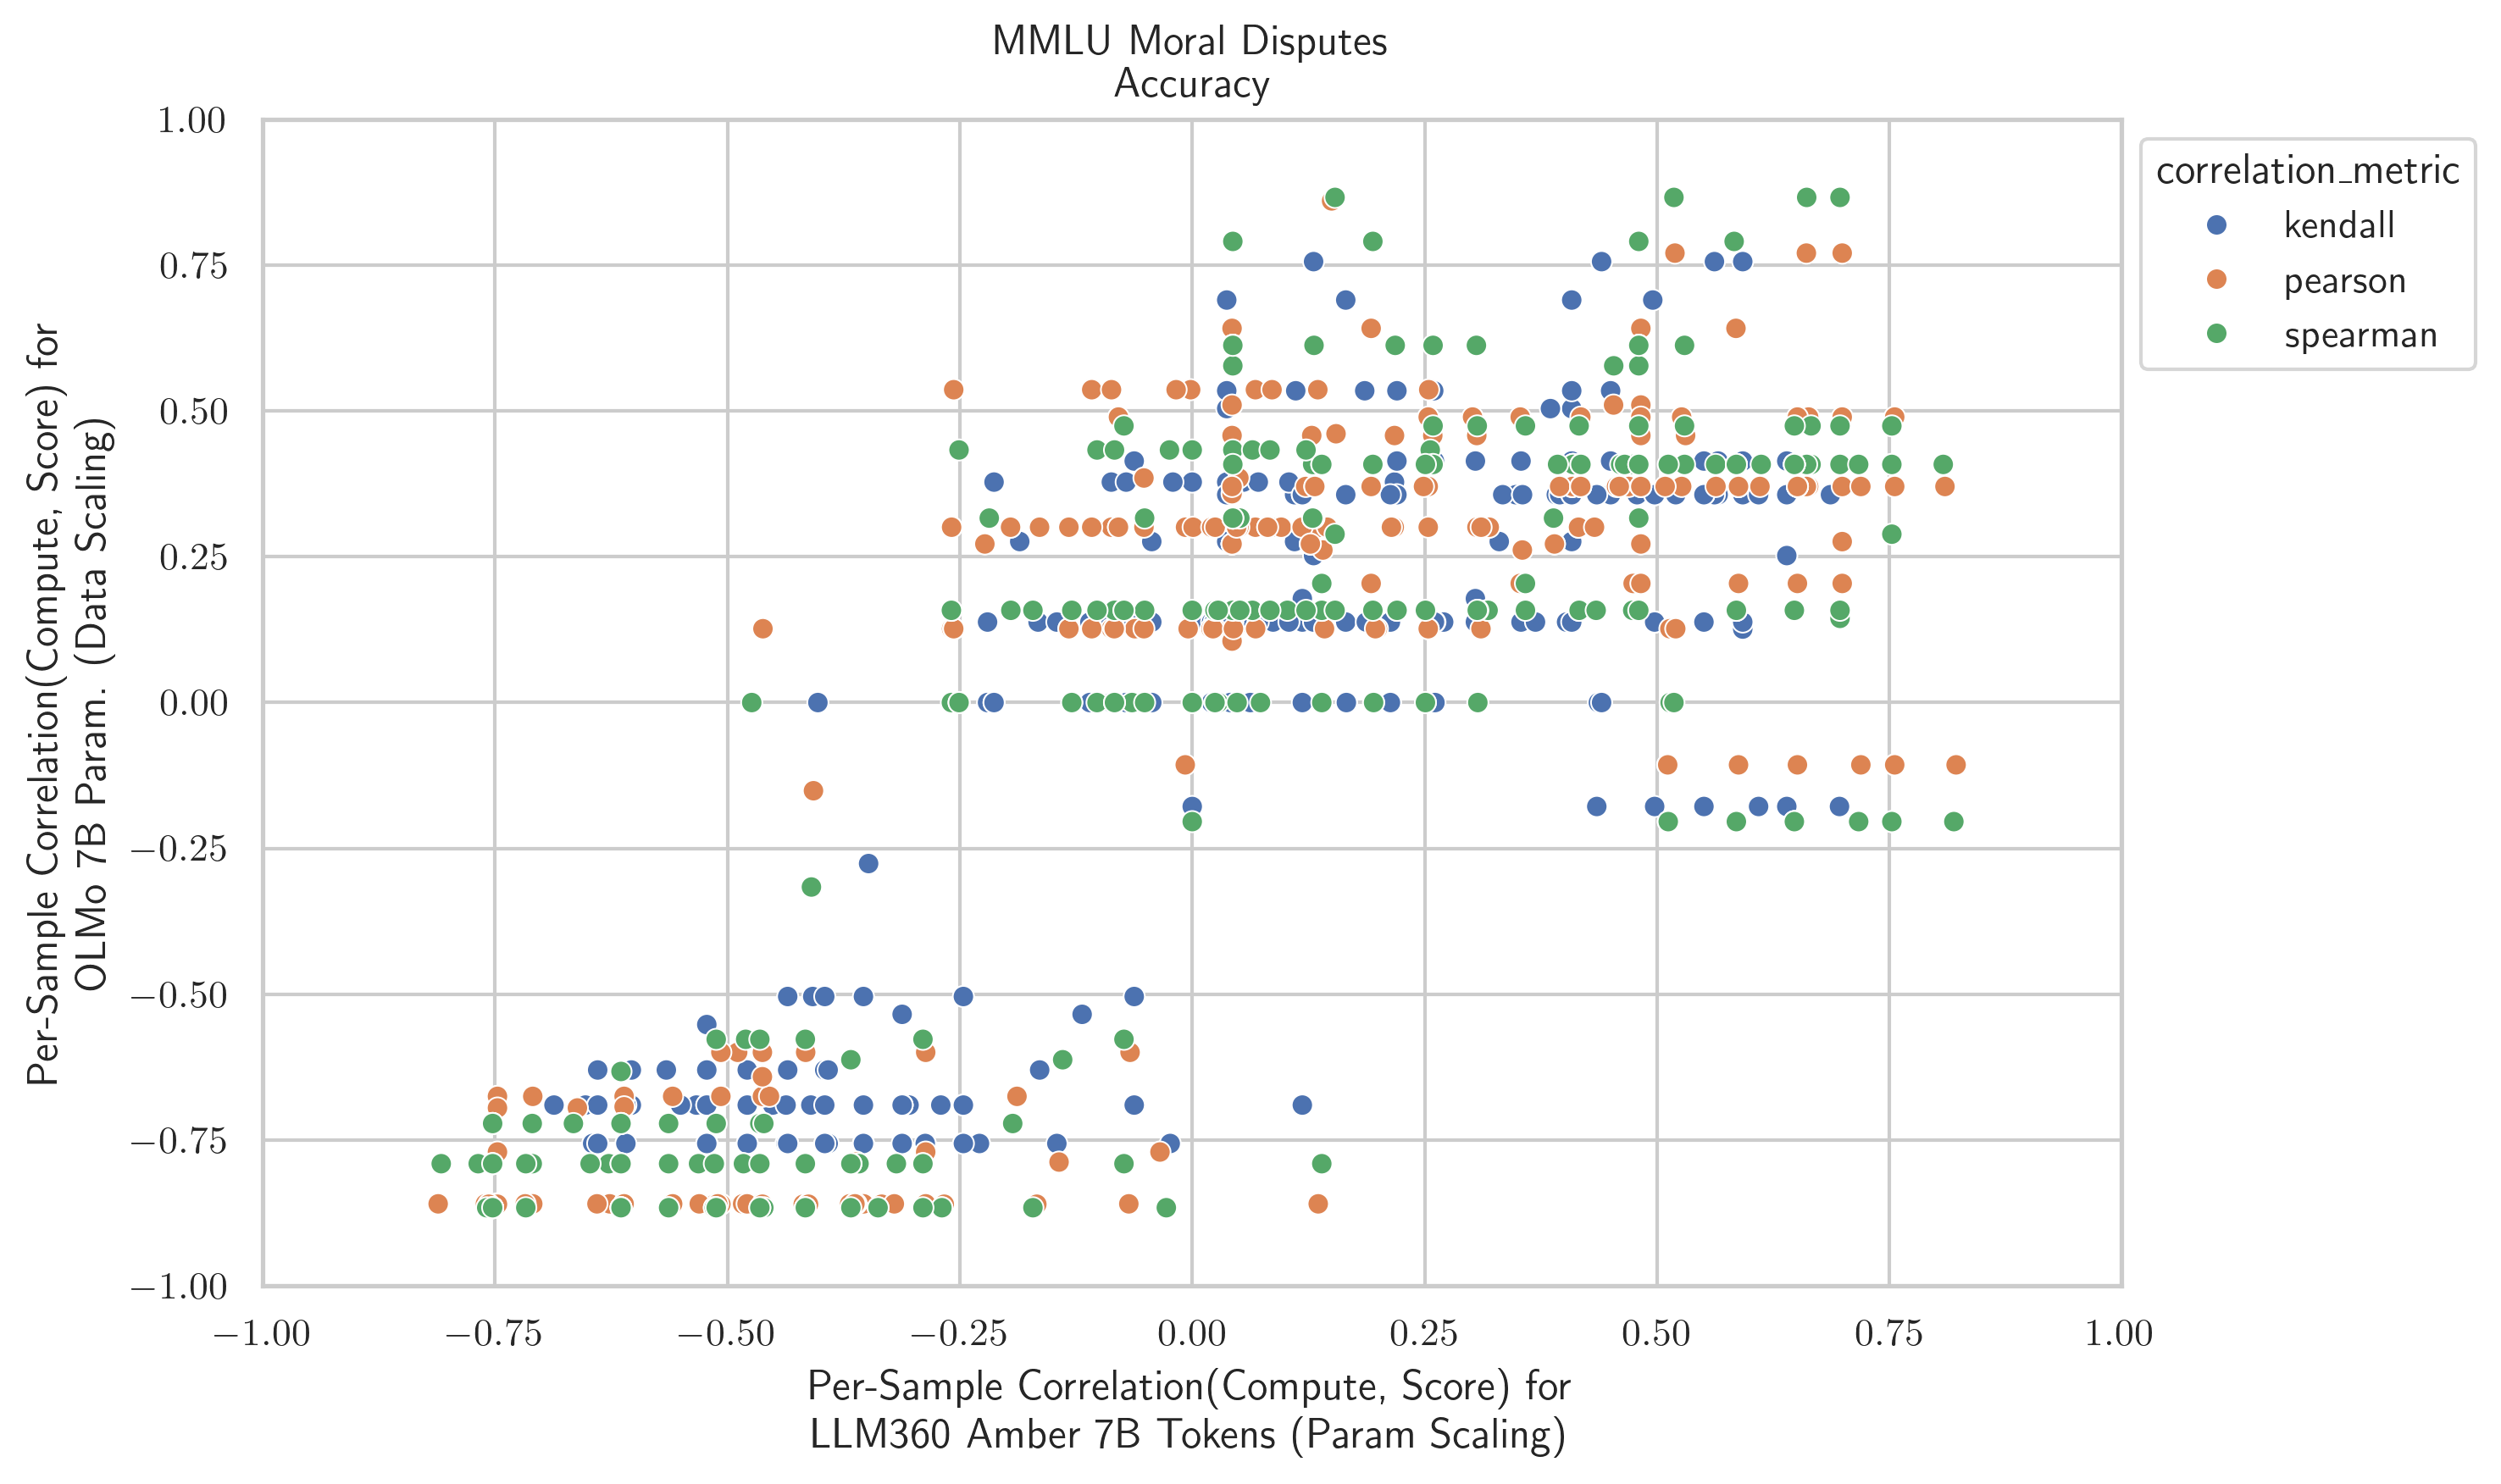 MMLU Moral Disputes
Accuracy
Per-Sample Correlation(Compute, Score) for
OLMo 7B Param. (Data Scaling)
1.00
0.75
0.50
0.25
0.00
−0.25
−0.50
−0.75
−1.00
−1.00
−0.75
−0.50
−0.25
0.00
0.25
0.50
0.75
1.00
Per-Sample Correlation(Compute, Score) for
LLM360 Amber 7B Tokens (Param Scaling)
correlation_metric
kendall
pearson
spearman